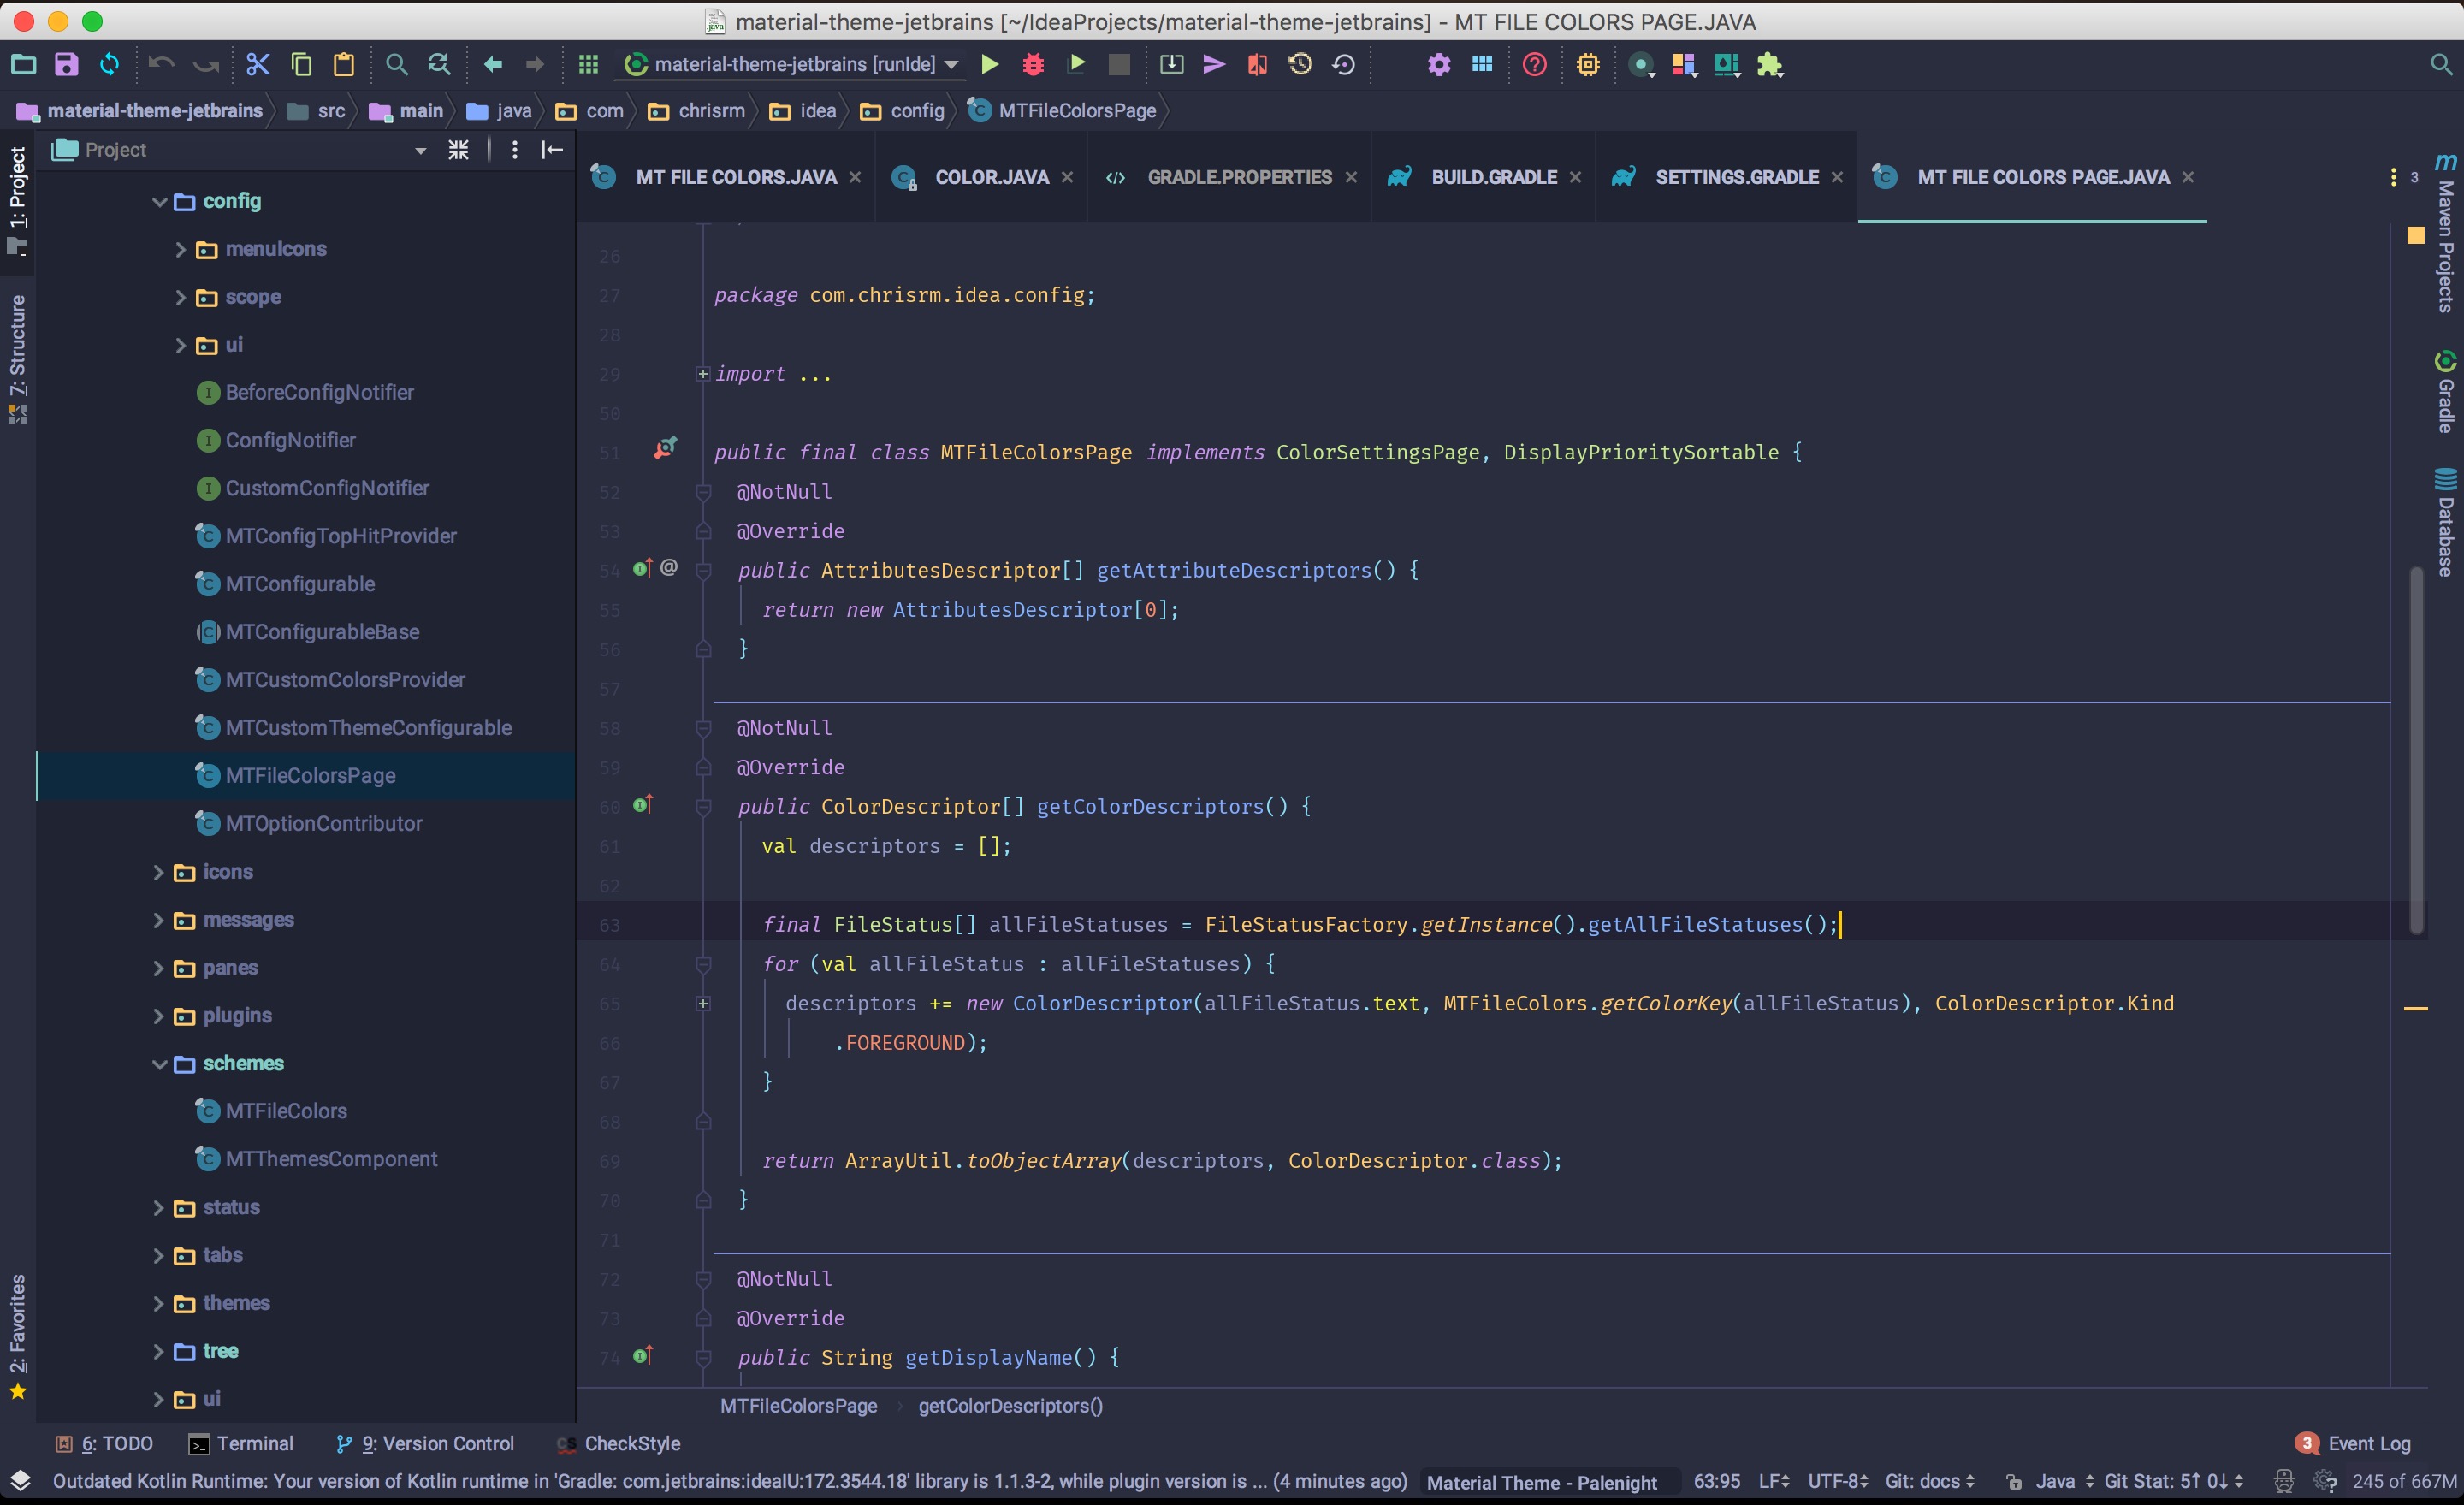 material-theme-jetbrains [~/IdeaProjects/material-theme-jetbrains] - MT FILE COLORS PAGE.JAVA
material-theme-jetbrains [runIde]
material-theme-jetbrains src main java com chrisrm idea config MTFileColorsPage
1: Project
7: Structure
2: Favorites
Project
config
menuIcons
scope
ui
BeforeConfigNotifier
ConfigNotifier
CustomConfigNotifier
MTConfigTopHitProvider
MTConfigurable
MTConfigurableBase
MTCustomColorsProvider
MTCustomThemeConfigurable
MTFileColorsPage
MTOptionContributor
icons
messages
panes
plugins
schemes
MTFileColors
MTThemesComponent
status
tabs
themes
tree
ui
MT FILE COLORS.JAVA COLOR.JAVA GRADLE.PROPERTIES BUILD.GRADLE SETTINGS.GRADLE MT FILE COLORS PAGE.JAVA 3
26
27 package com.chrisrm.idea.config;
28
29 import ...
50
51 public final class MTFileColorsPage implements ColorSettingsPage, DisplayPrioritySortable {
52 @NotNull
53 @Override
54 @ public AttributesDescriptor[] getAttributeDescriptors() {
55 return new AttributesDescriptor[0];
56 }
57
58 @NotNull
59 @Override
60 public ColorDescriptor[] getColorDescriptors() {
61 val descriptors = [];
62
63 final FileStatus[] allFileStatuses = FileStatusFactory.getInstance().getAllFileStatuses();
64 for (val allFileStatus : allFileStatuses) {
65 descriptors += new ColorDescriptor(allFileStatus.text, MTFileColors.getColorKey(allFileStatus), ColorDescriptor.Kind
66 .FOREGROUND);
67 }
68
69 return ArrayUtil.toObjectArray(descriptors, ColorDescriptor.class);
70 }
71
72 @NotNull
73 @Override
74 public String getDisplayName() {
MTFileColorsPage getColorDescriptors()
m Maven Projects
Gradle
Database
6: TODO Terminal 9: Version Control CheckStyle 3 Event Log
Outdated Kotlin Runtime: Your version of Kotlin runtime in 'Gradle: com.jetbrains:ideaIU:172.3544.18' library is 1.1.3-2, while plugin version is ... (4 minutes ago) Material Theme - Palenight 63:95 LF UTF-8 Git: docs Java Git Stat: 5↑ 0↓ 245 of 667M